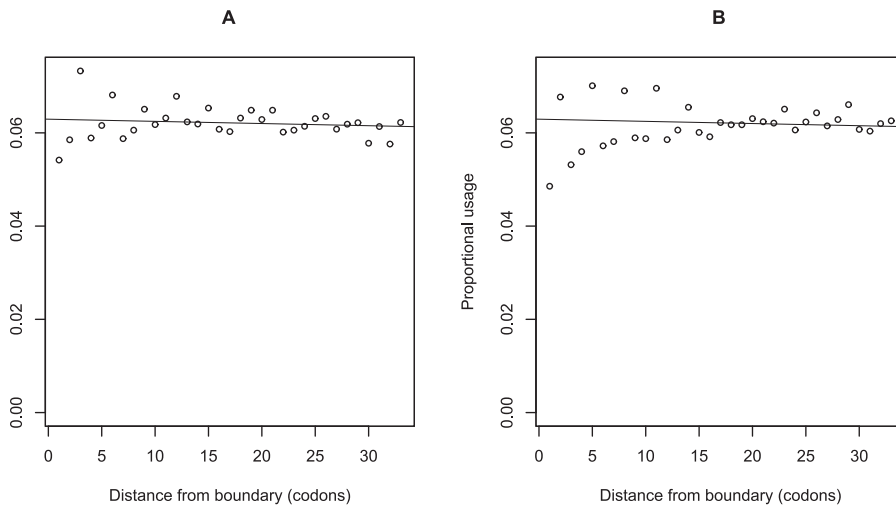 A
0.00 0.02 0.04 0.06
0 5 10 15 20 25 30
Distance from boundary (codons)
B
Proportional usage
0.00 0.02 0.04 0.06
0 5 10 15 20 25 30
Distance from boundary (codons)